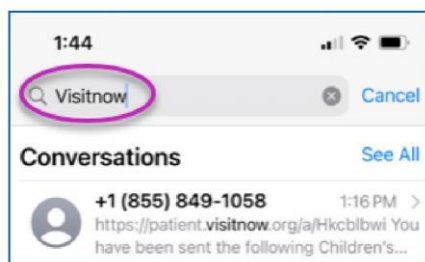 1:44
Visitnow
Cancel
Conversations
See All
+1 (855) 849-1058
1:16 PM
https://patient.visitnow.org/a/Hkcblbwi You
have been sent the following Children's...